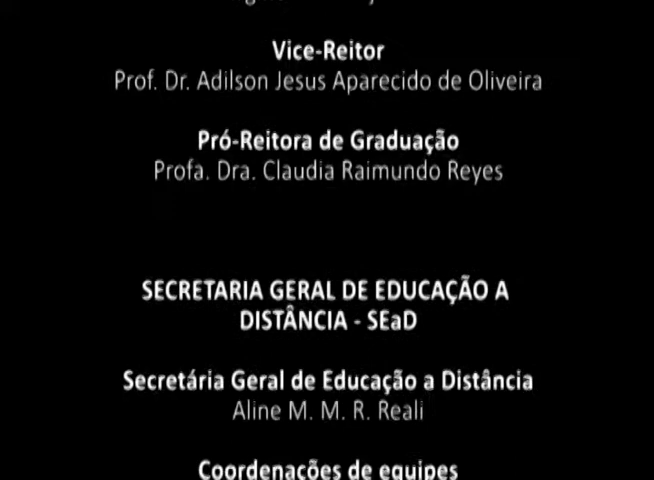 Vice-Reitor
Prof. Dr. Adilson Jesus Aparecido de Oliveira
Pró-Reitora de Graduação
Profa. Dra. Claudia Raimundo Reyes
SECRETARIA GERAL DE EDUCAÇÃO A
DISTÂNCIA - SEaD
Secretária Geral de Educação a Distância
Aline M. M. R. Reali
Coordenações de equipes